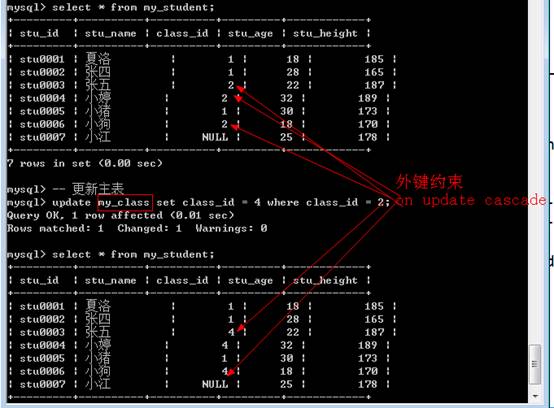 mysql> select * from my_student;
+---------+----------+----------+---------+------------+
| stu_id | stu_name | class_id | stu_age | stu_height |
+---------+----------+----------+---------+------------+
| stu0001 | 夏洛 | 1 | 18 | 185 |
| stu0002 | 张四 | 1 | 28 | 165 |
| stu0003 | 张五 | 2 | 22 | 187 |
| stu0004 | 小婷 | 2 | 32 | 189 |
| stu0005 | 小猪 | 1 | 30 | 173 |
| stu0006 | 小狗 | 2 | 18 | 170 |
| stu0007 | 小江 | NULL | 25 | 178 |
+---------+----------+----------+---------+------------+
7 rows in set (0.00 sec)
外键约束
mysql> -- 更新主表
on update cascade
mysql> update my_class set class_id = 4 where class_id = 2;
Query OK, 1 row affected (0.01 sec)
Rows matched: 1 Changed: 1 Warnings: 0
mysql> select * from my_student;
+---------+----------+----------+---------+------------+
| stu_id | stu_name | class_id | stu_age | stu_height |
+---------+----------+----------+---------+------------+
| stu0001 | 夏洛 | 1 | 18 | 185 |
| stu0002 | 张四 | 1 | 28 | 165 |
| stu0003 | 张五 | 4 | 22 | 187 |
| stu0004 | 小婷 | 4 | 32 | 189 |
| stu0005 | 小猪 | 1 | 30 | 173 |
| stu0006 | 小狗 | 4 | 18 | 170 |
| stu0007 | 小江 | NULL | 25 | 178 |
+---------+----------+----------+---------+------------+